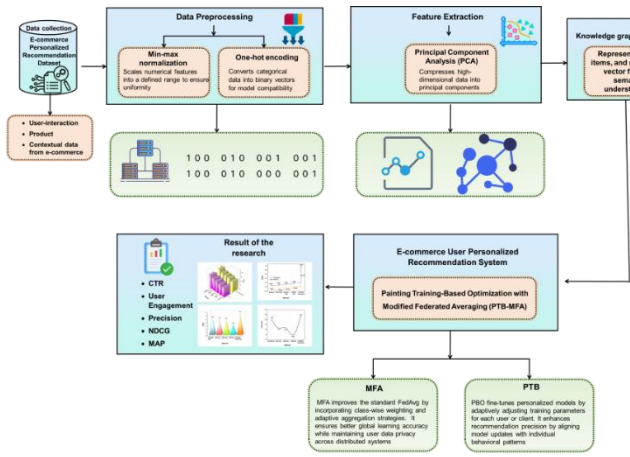 Data collection
E-commerce
Personalized
Recommendation
Dataset
User-interaction
Product
Contextual data
from e-commerce
Data Preprocessing
Min-max
normalization
Scales numerical features
into a defined range to ensure
uniformity
One-hot encoding
Converts categorical
data into binary vectors
for model compatibility
100 010 001 001
100 010 000 001
Feature Extraction
Principal Component
Analysis (PCA)
Compresses high-
dimensional data into
principal components
Knowledge grap
Represen
items, and
vector f
sema
underst
E-commerce User Personalized
Recommendation System
Painting Training-Based Optimization with
Modified Federated Averaging (PTB-MFA)
Result of the
research
CTR
User
Engagement
Precision
NDCG
MAP
MFA
MFA improves the standard FedAvg by
incorporating class-wise weighting and
adaptive aggregation strategies. It
ensures better global learning accuracy
while maintaining user data privacy
across distributed systems
PTB
PBO fine-tunes personalized models by
adaptively adjusting training parameters
for each user or client. It enhances
recommendation precision by aligning
model updates with individual
behavioral patterns